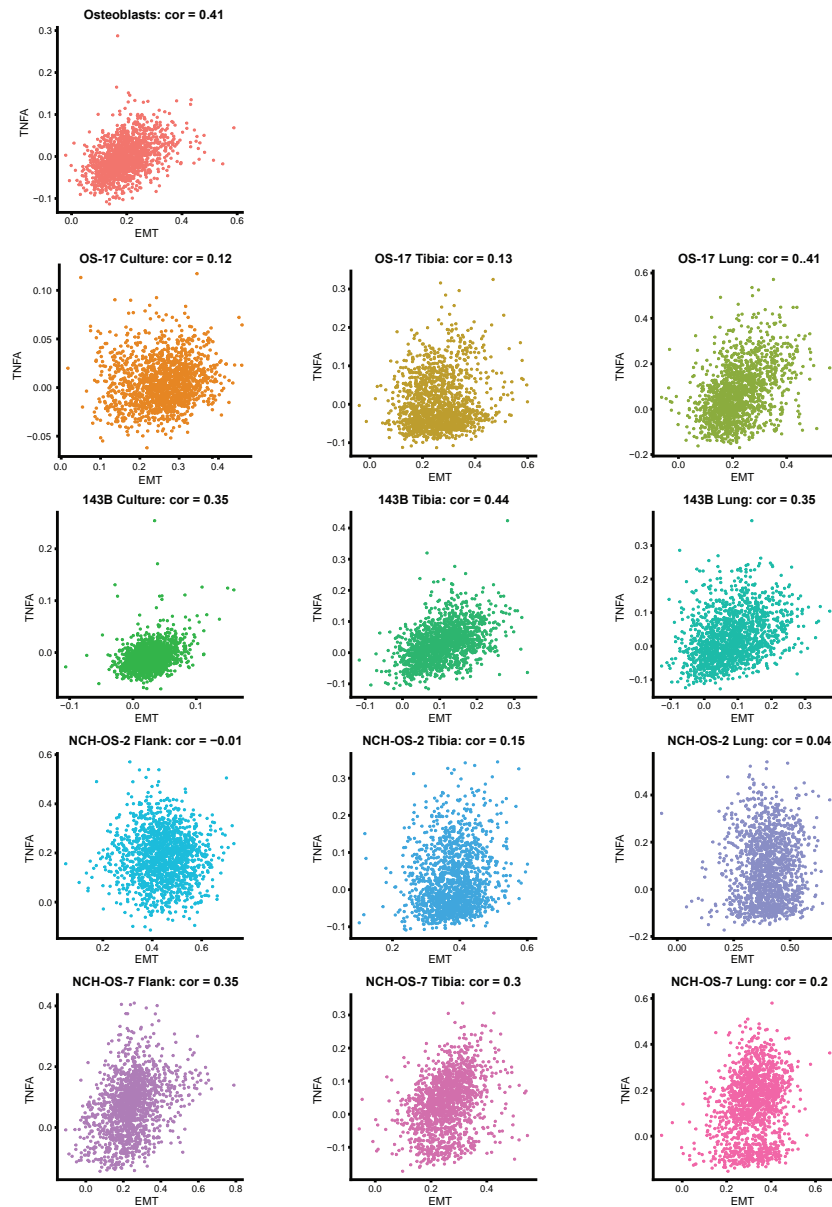 Osteoblasts: cor = 0.41
0.3
0.2
0.1
0.0
−0.1
TNFA
0.0 0.2 0.4 0.6
EMT
OS-17 Culture: cor = 0.12
0.10
0.05
0.00
−0.05
TNFA
0.0 0.1 0.2 0.3 0.4
EMT
OS-17 Tibia: cor = 0.13
0.3
0.2
0.1
0.0
−0.1
TNFA
0.0 0.2 0.4 0.6
EMT
OS-17 Lung: cor = 0..41
0.6
0.4
0.2
0.0
−0.2
TNFA
0.0 0.2 0.4
EMT
143B Culture: cor = 0.35
0.2
0.1
0.0
TNFA
−0.1 0.0 0.1
EMT
143B Tibia: cor = 0.44
0.4
0.3
0.2
0.1
0.0
−0.1
TNFA
−0.1 0.0 0.1 0.2 0.3
EMT
143B Lung: cor = 0.35
0.3
0.2
0.1
0.0
−0.1
TNFA
−0.1 0.0 0.1 0.2 0.3
EMT
NCH-OS-2 Flank: cor = −0.01
0.6
0.4
0.2
0.0
TNFA
0.2 0.4 0.6
EMT
NCH-OS-2 Tibia: cor = 0.15
0.3
0.2
0.1
0.0
−0.1
TNFA
0.2 0.4 0.6
EMT
NCH-OS-2 Lung: cor = 0.04
0.4
0.2
0.0
−0.2
TNFA
0.00 0.25 0.50
EMT
NCH-OS-7 Flank: cor = 0.35
0.4
0.2
0.0
TNFA
0.0 0.2 0.4 0.6 0.8
EMT
NCH-OS-7 Tibia: cor = 0.3
0.4
0.3
0.2
0.1
0.0
−0.1
TNFA
0.0 0.2 0.4
EMT
NCH-OS-7 Lung: cor = 0.2
0.6
0.4
0.2
0.0
TNFA
0.0 0.2 0.4 0.6
EMT